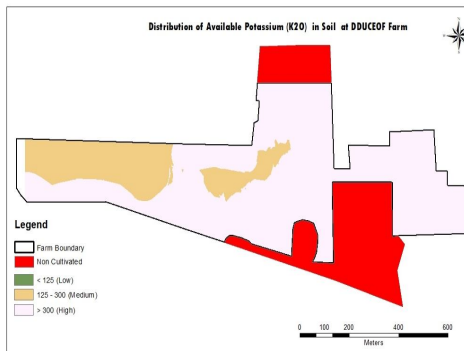 Distribution of Available Potassium (K2O) in Soil at DDUCEOF Farm
Legend
Farm Boundary
Non Cultivated
< 125 (Low)
125 - 300 (Medium)
> 300 (High)
0 100 200 400 600
Meters